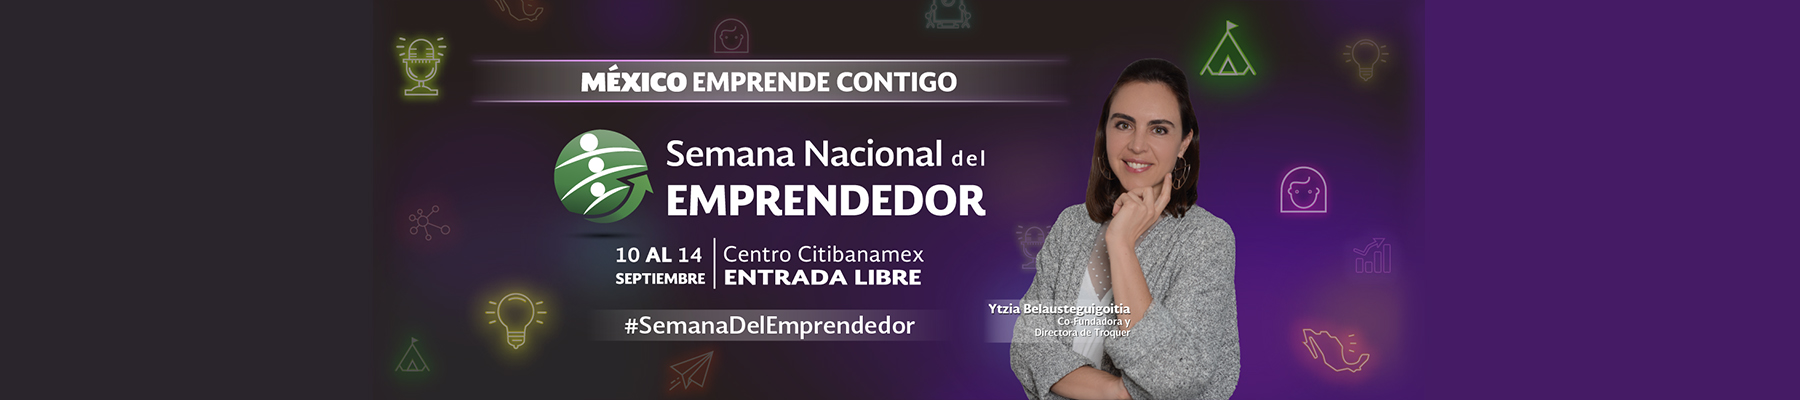 MÉXICO EMPRENDE CONTIGO
Semana Nacional del
EMPRENDEDOR
10 AL 14
SEPTIEMBRE
Centro Citibanamex
ENTRADA LIBRE
#SemanaDelEmprendedor
Ytzia Belausteguigoitia
Co-Fundadora y
Directora de Troquer